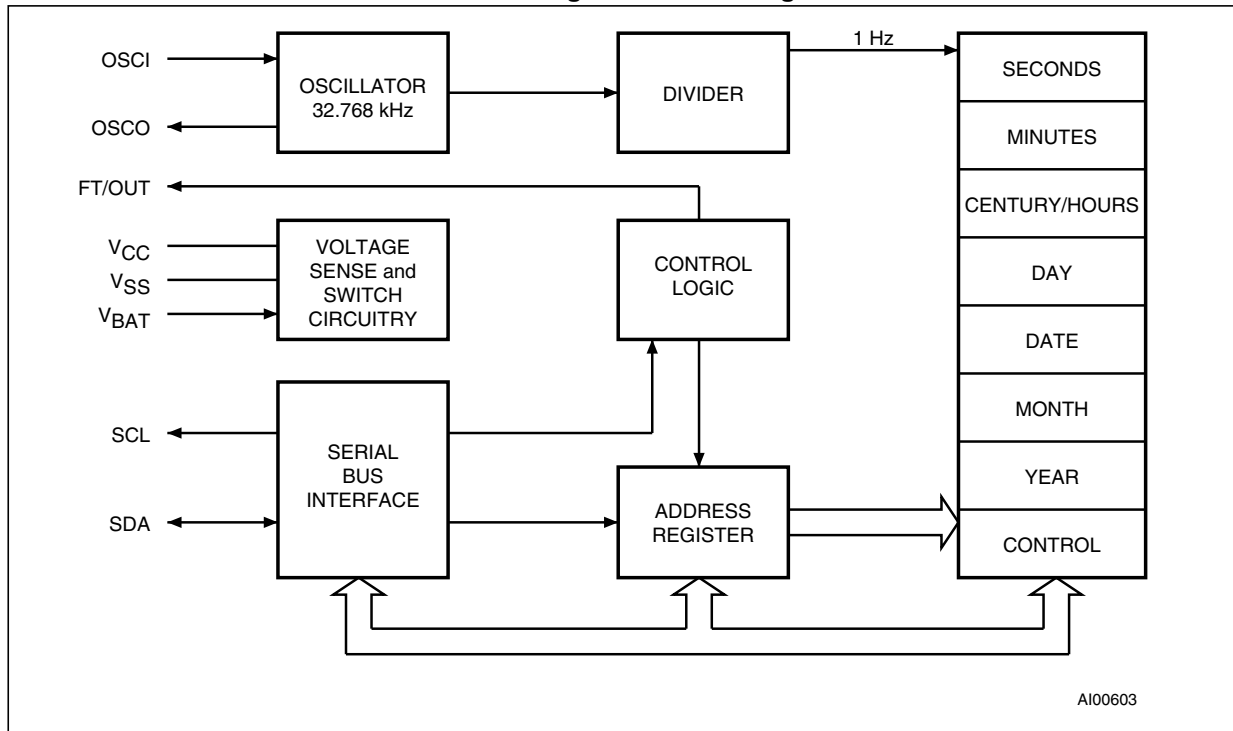 OSCI
OSCO
FT/OUT
VCC
VSS
VBAT
SCL
SDA
OSCILLATOR
32.768 kHz
DIVIDER
1 Hz
VOLTAGE
SENSE and
SWITCH
CIRCUITRY
CONTROL
LOGIC
SERIAL
BUS
INTERFACE
ADDRESS
REGISTER
SECONDS
MINUTES
CENTURY/HOURS
DAY
DATE
MONTH
YEAR
CONTROL
AI00603